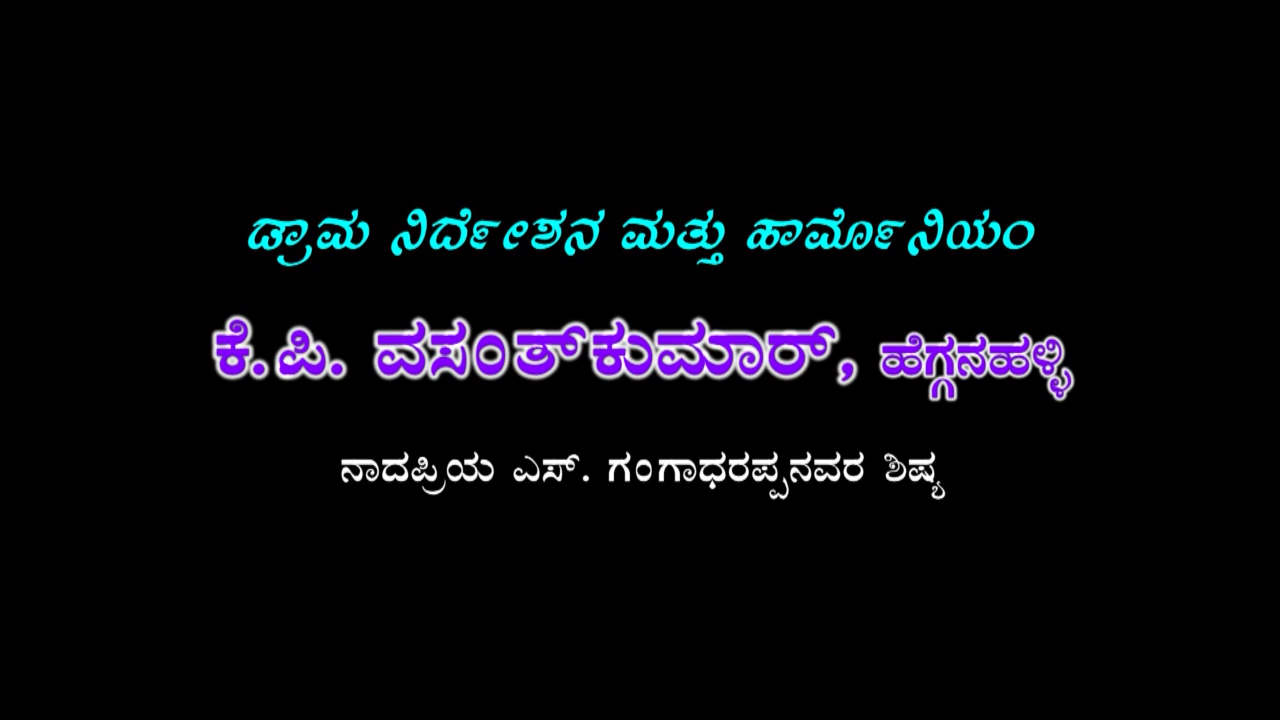 ಡ್ರಾಮ ನಿರ್ದೇಶನ ಮತ್ತು ಹಾರ್ಮೊನಿಯಂ
ಕೆ.ಪಿ. ವಸಂತ್‌ಕುಮಾರ್, ಹೆಗ್ಗನಹಳ್ಳಿ
ನಾದಪ್ರಿಯ ಎಸ್. ಗಂಗಾಧರಪ್ಪನವರ ಶಿಷ್ಯ